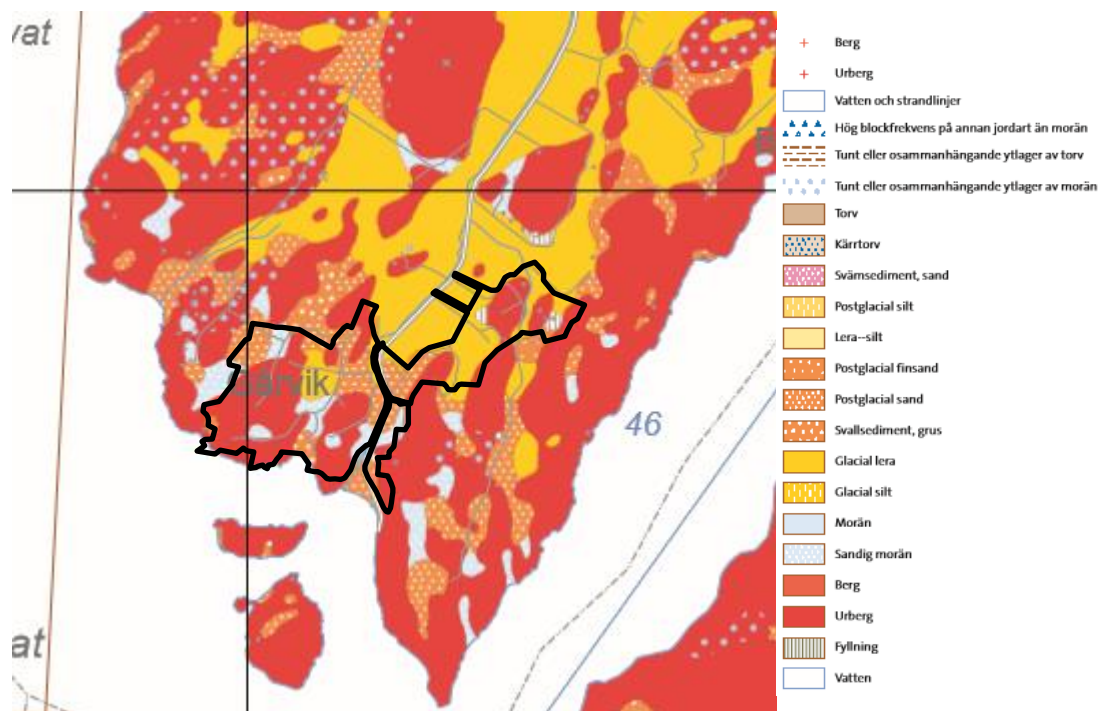 vat
Gårvik
46
at
Berg
Urberg
Vatten och strandlinjer
Hög blockfrekvens på annan jordart än morän
Tunt eller osammanhängande ytlager av torv
Tunt eller osammanhängande ytlager av morän
Torv
Kärrtorv
Svämsediment, sand
Postglacial silt
Lera--silt
Postglacial finsand
Postglacial sand
Svallsediment, grus
Glacial lera
Glacial silt
Morän
Sandig morän
Berg
Urberg
Fyllning
Vatten